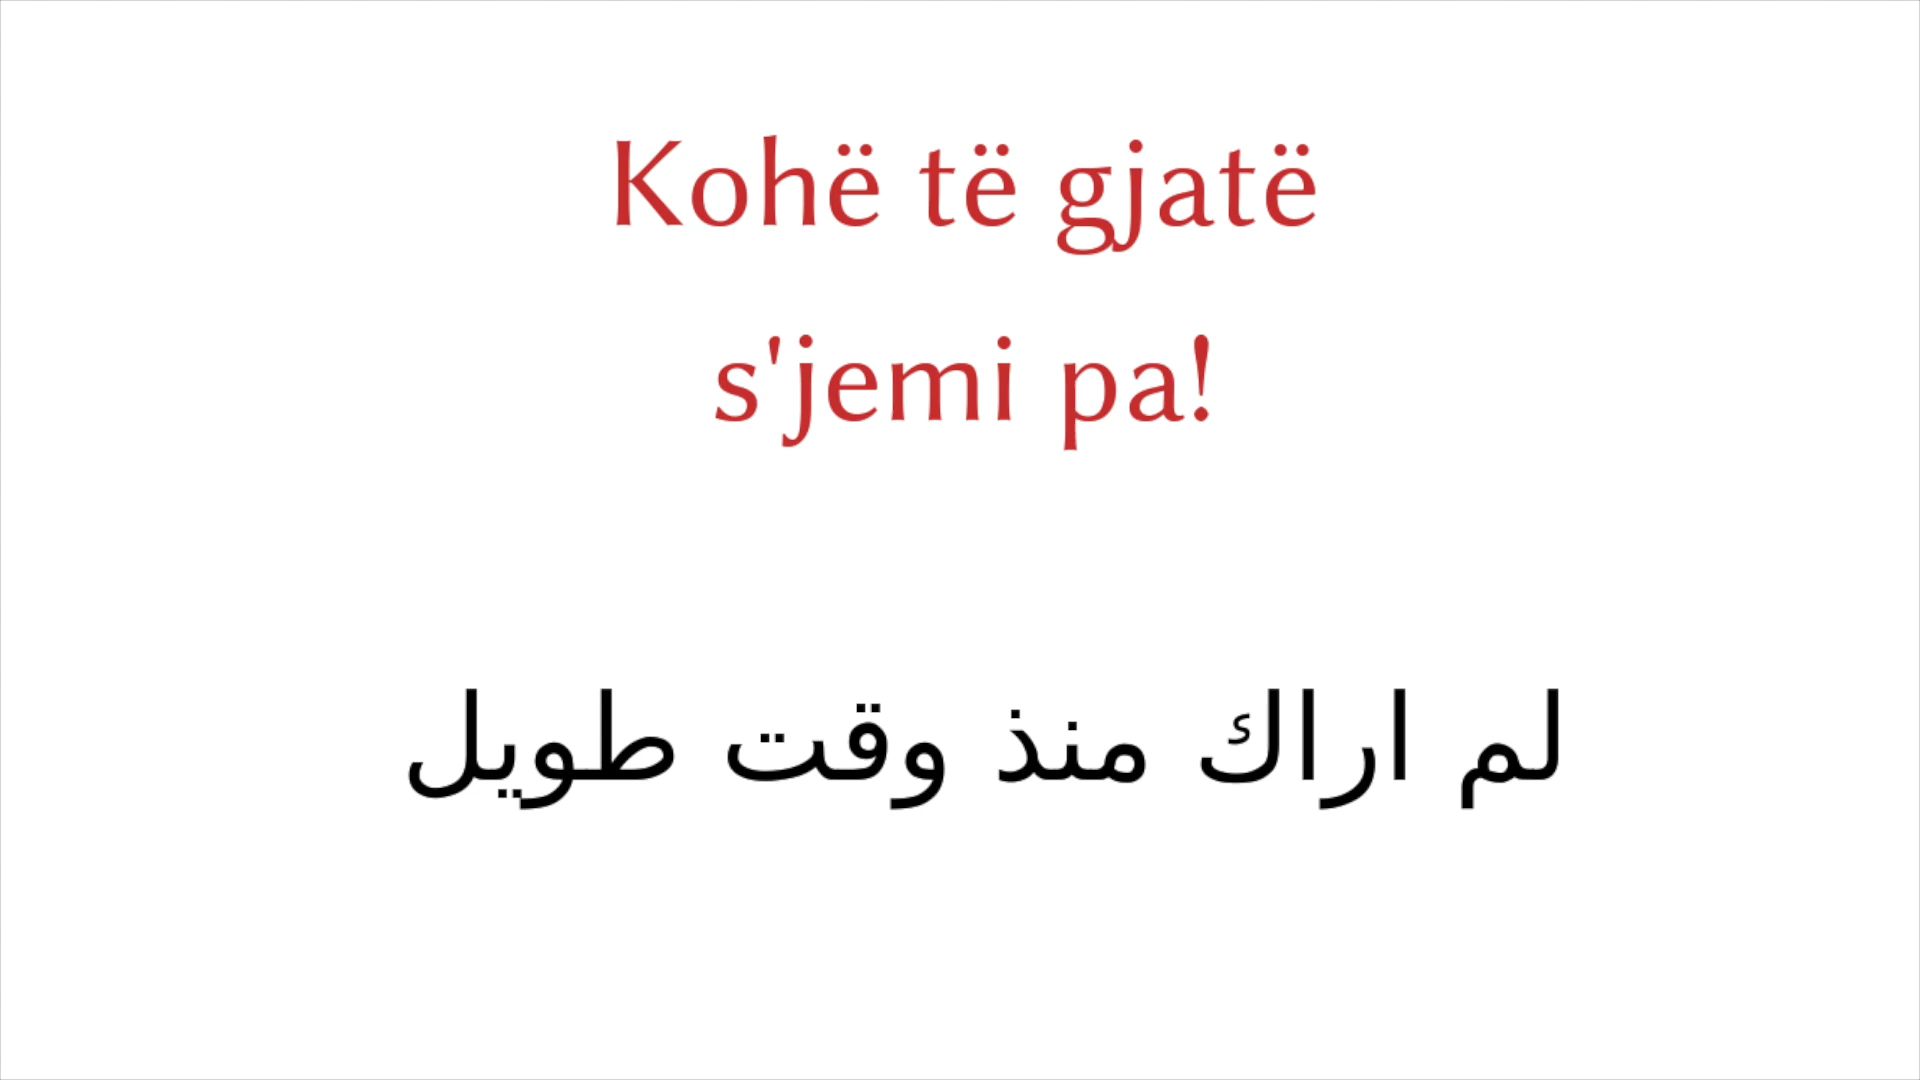 Kohë të gjatë
s'jemi pa!
لم اراك منذ وقت طويل